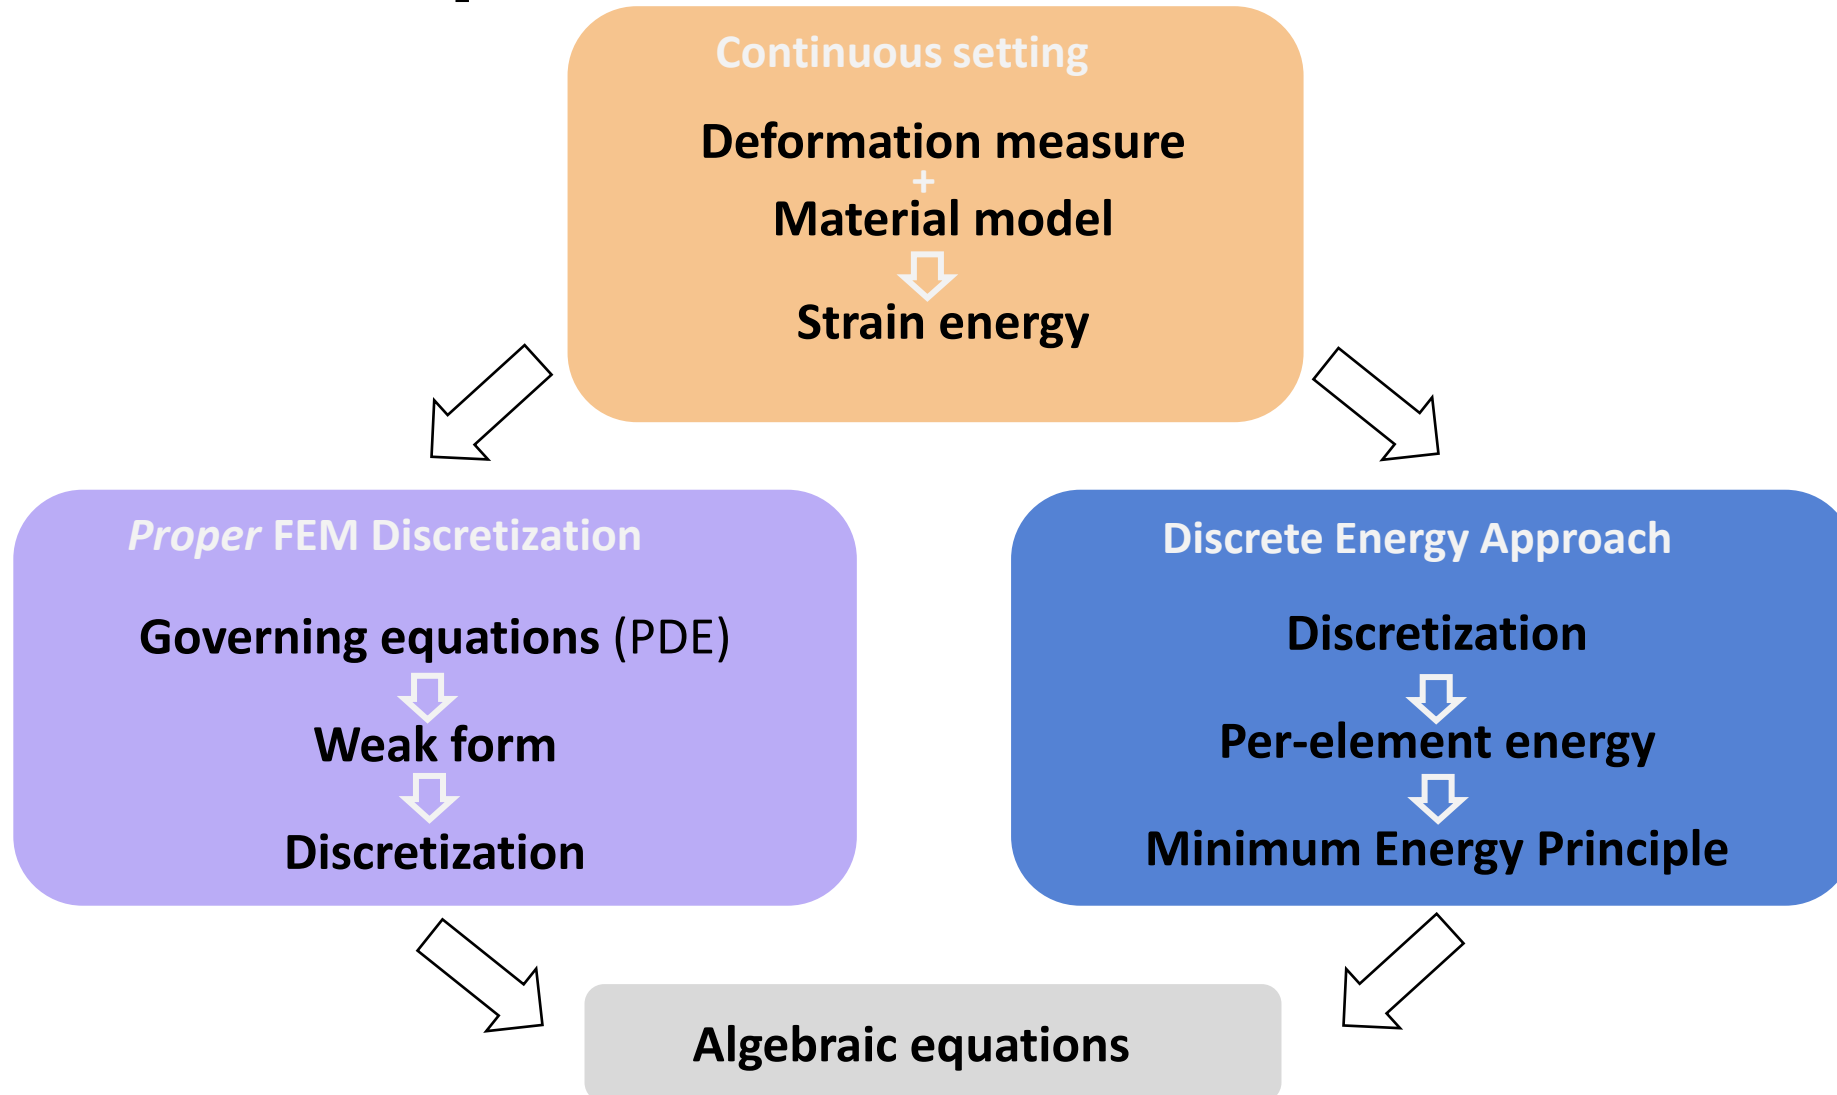 Continuous setting
Deformation measure
+
Material model
Strain energy
Proper FEM Discretization
Governing equations (PDE)
Weak form
Discretization
Discrete Energy Approach
Discretization
Per-element energy
Minimum Energy Principle
Algebraic equations